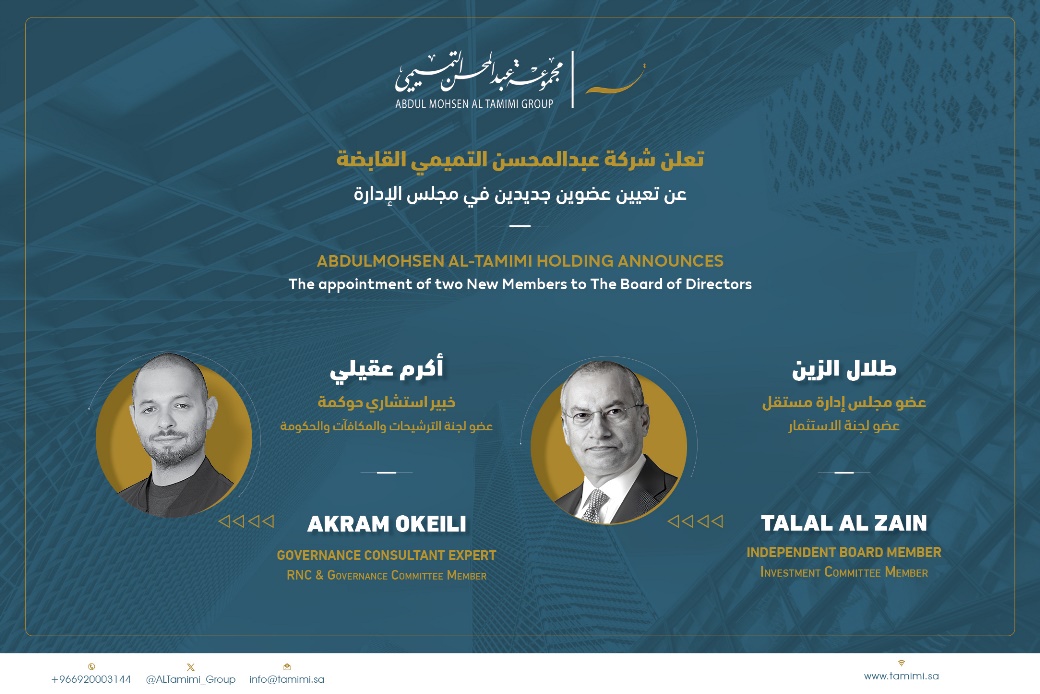 مجموعة عبدالمحسن التميمي
ABDUL MOHSEN AL TAMIMI GROUP
تعلن شركة عبدالمحسن التميمي القابضة
عن تعيين عضوين جديدين في مجلس الإدارة
ABDULMOHSEN AL-TAMIMI HOLDING ANNOUNCES
The appointment of two New Members to The Board of Directors
أكرم عقيلي
خبير استشاري حوكمة
عضو لجنة الترشيحات والمكافآت والحكومة
AKRAM OKEILI
GOVERNANCE CONSULTANT EXPERT
RNC & GOVERNANCE COMMITTEE MEMBER
طلال الزين
عضو مجلس إدارة مستقل
عضو لجنة الاستثمار
TALAL AL ZAIN
INDEPENDENT BOARD MEMBER
INVESTMENT COMMITTEE MEMBER
+966920003144
@ALTamimi_Group
info@tamimi.sa
www.tamimi.sa